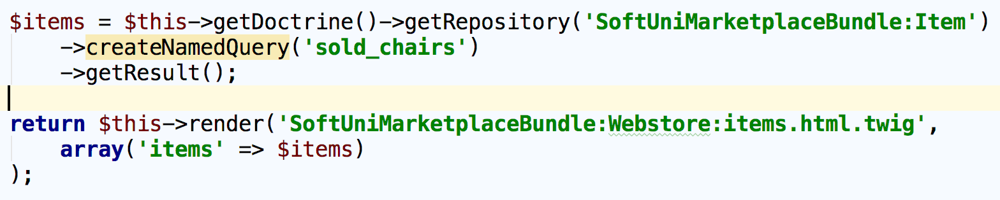 $items = $this->getDoctrine()->getRepository('SoftUniMarketplaceBundle:Item')
    ->createNamedQuery('sold_chairs')
    ->getResult();

return $this->render('SoftUniMarketplaceBundle:Webstore:items.html.twig',
    array('items' => $items)
);